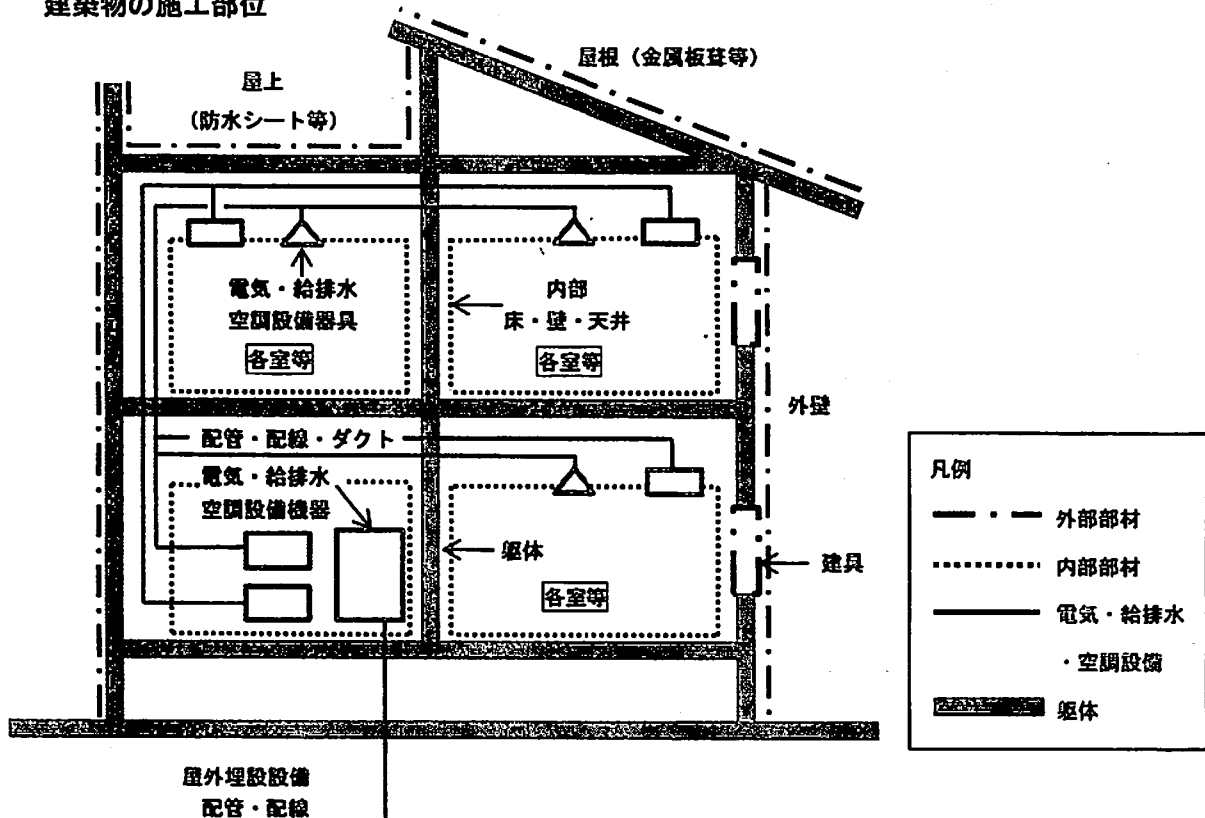 建築物の施工部位
屋根（金属板葺等）
屋上
（防水シート等）
電気・給排水
空調設備器具
各室等
内部
床・壁・天井
各室等
外壁
配管・配線・ダクト
電気・給排水
空調設備機器
躯体
各室等
建具
屋外埋設設備
配管・配線
凡例
外部部材
内部部材
電気・給排水
・空調設備
躯体